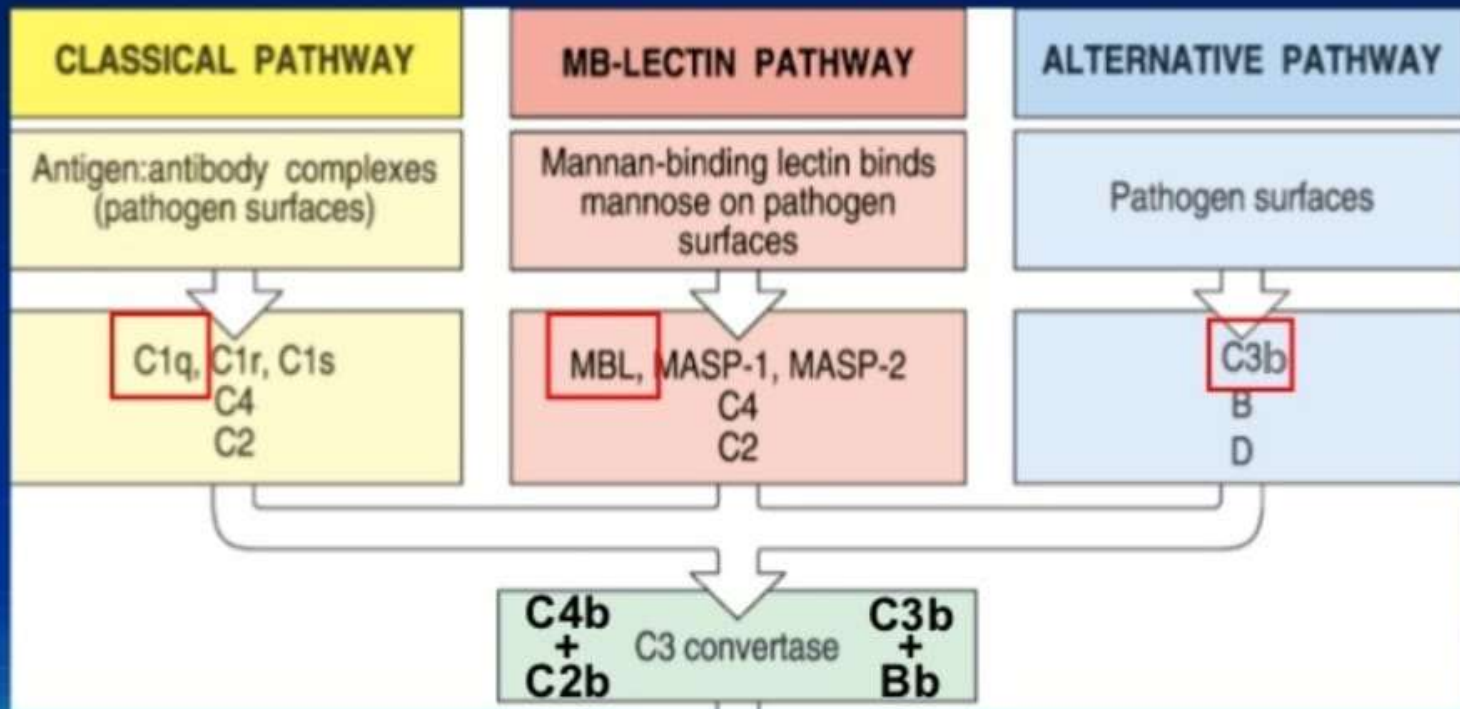 CLASSICAL PATHWAY
Antigen:antibody complexes
(pathogen surfaces)
C1q, C1r, C1s
C4
C2
MB-LECTIN PATHWAY
Mannan-binding lectin binds
mannose on pathogen
surfaces
MBL, MASP-1, MASP-2
C4
C2
ALTERNATIVE PATHWAY
Pathogen surfaces
C3b
B
D
C4b
+
C2b
C3 convertase
C3b
+
Bb